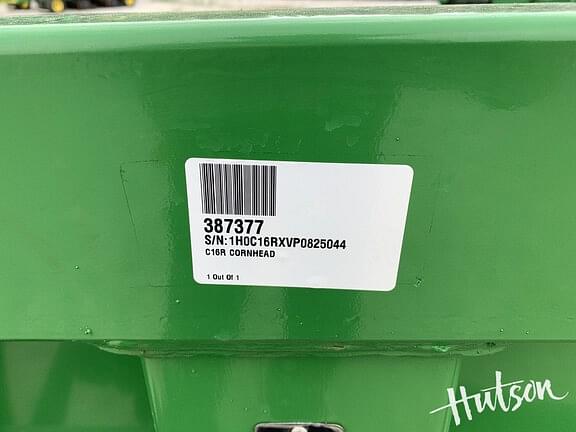 387377
S/N:1H0C16RXVP0825044
C16R CORNHEAD
1 Out Of 1
Hutson